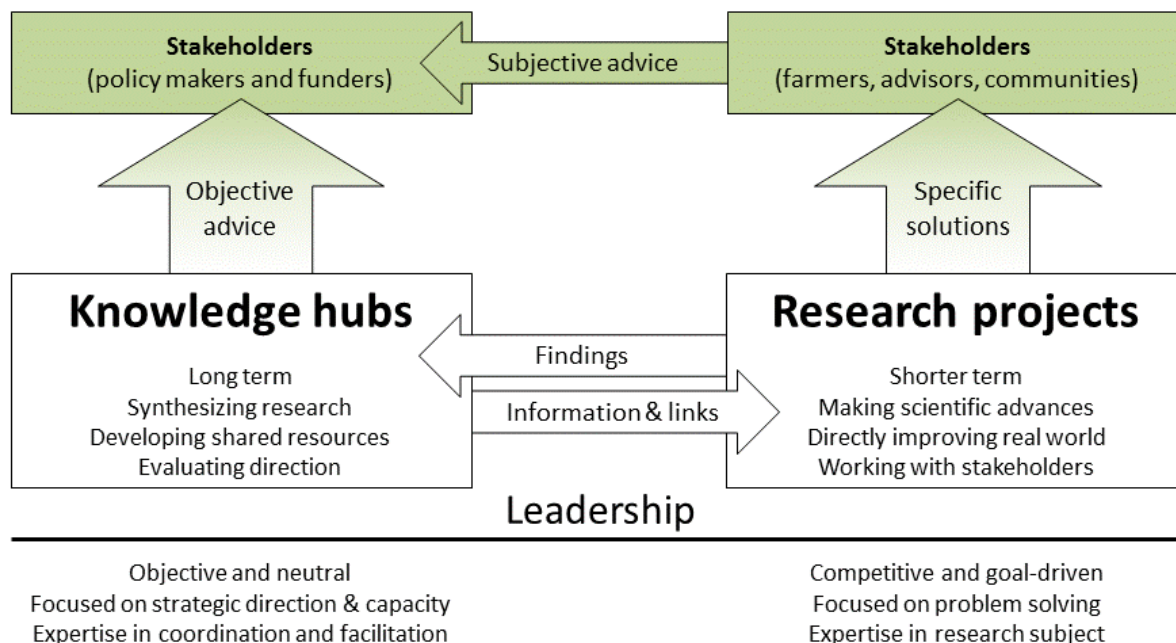 Stakeholders
(policy makers and funders)
Subjective advice
Stakeholders
(farmers, advisors, communities)
Objective
advice
Specific
solutions
Knowledge hubs
Long term
Synthesizing research
Developing shared resources
Evaluating direction
Findings
Information & links
Research projects
Shorter term
Making scientific advances
Directly improving real world
Working with stakeholders
Leadership
Objective and neutral
Focused on strategic direction & capacity
Expertise in coordination and facilitation
Competitive and goal-driven
Focused on problem solving
Expertise in research subject